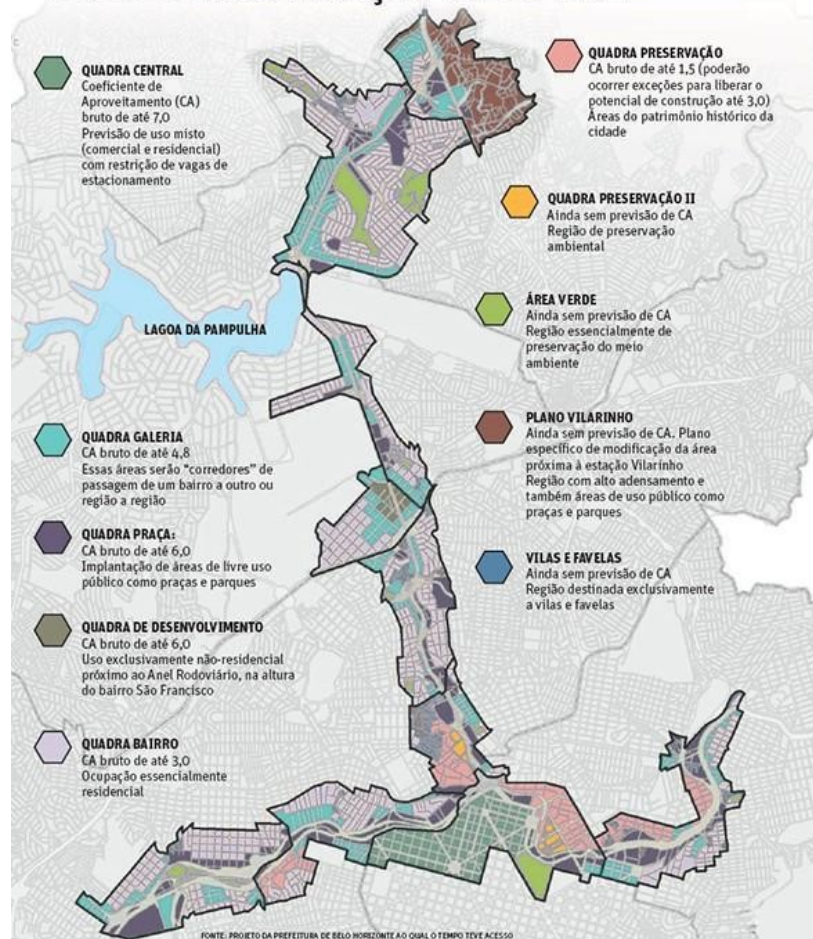 QUADRA CENTRAL
Coeficiente de
Aproveitamento (CA)
bruto de até 7,0
Previsão de uso misto
(comercial e residencial)
com restrição de vagas de
estacionamento
QUADRA PRESERVAÇÃO
CA bruto de até 1,5 (poderão
ocorrer exceções para liberar o
potencial de construção até 3,0)
Áreas do patrimônio histórico da
cidade
QUADRA PRESERVAÇÃO II
Ainda sem previsão de CA
Região de preservação
ambiental
ÁREA VERDE
Ainda sem previsão de CA
Região essencialmente de
preservação do meio
ambiente
LAGOA DA PAMPULHA
QUADRA GALERIA
CA bruto de até 4,8
Essas áreas serão "corredores" de
passagem de um bairro a outro ou
região a região
PLANO VILARINHO
Ainda sem previsão de CA. Plano
específico de modificação da área
próxima à estação Vilarinho
Região com alto adensamento e
também áreas de uso público como
praças e parques
QUADRA PRAÇA:
CA bruto de até 6,0
Implantação de áreas de livre uso
público como praças e parques
VILAS E FAVELAS
Ainda sem previsão de CA
Região destinada exclusivamente
a vilas e favelas
QUADRA DE DESENVOLVIMENTO
CA bruto de até 6,0
Uso exclusivamente não-residencial
próximo ao Anel Rodoviário, na altura
do bairro São Francisco
QUADRA BAIRRO
CA bruto de até 3,0
Ocupação essencialmente
residencial
FONTE: PROJETO DA PREFEITURA DE BELO HORIZONTE AO QUAL O TEMPO TEVE ACESSO